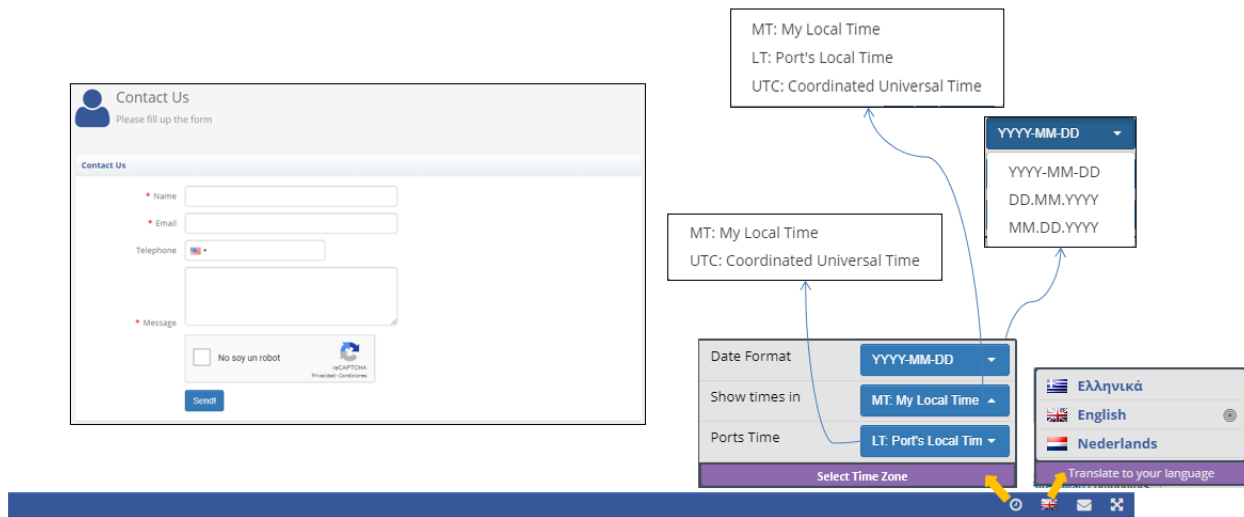 Contact Us
Please fill up the form
Contact Us
* Name
* Email
Telephone
* Message
No soy un robot
reCAPTCHA
Privacidad - Condiciones
Send!
MT: My Local Time
LT: Port's Local Time
UTC: Coordinated Universal Time
YYYY-MM-DD
YYYY-MM-DD
DD.MM.YYYY
MM.DD.YYYY
MT: My Local Time
UTC: Coordinated Universal Time
Date Format YYYY-MM-DD
Show times in MT: My Local Time
Ports Time LT: Port's Local Tim
Select Time Zone
Ελληνικά
English
Nederlands
Translate to your language